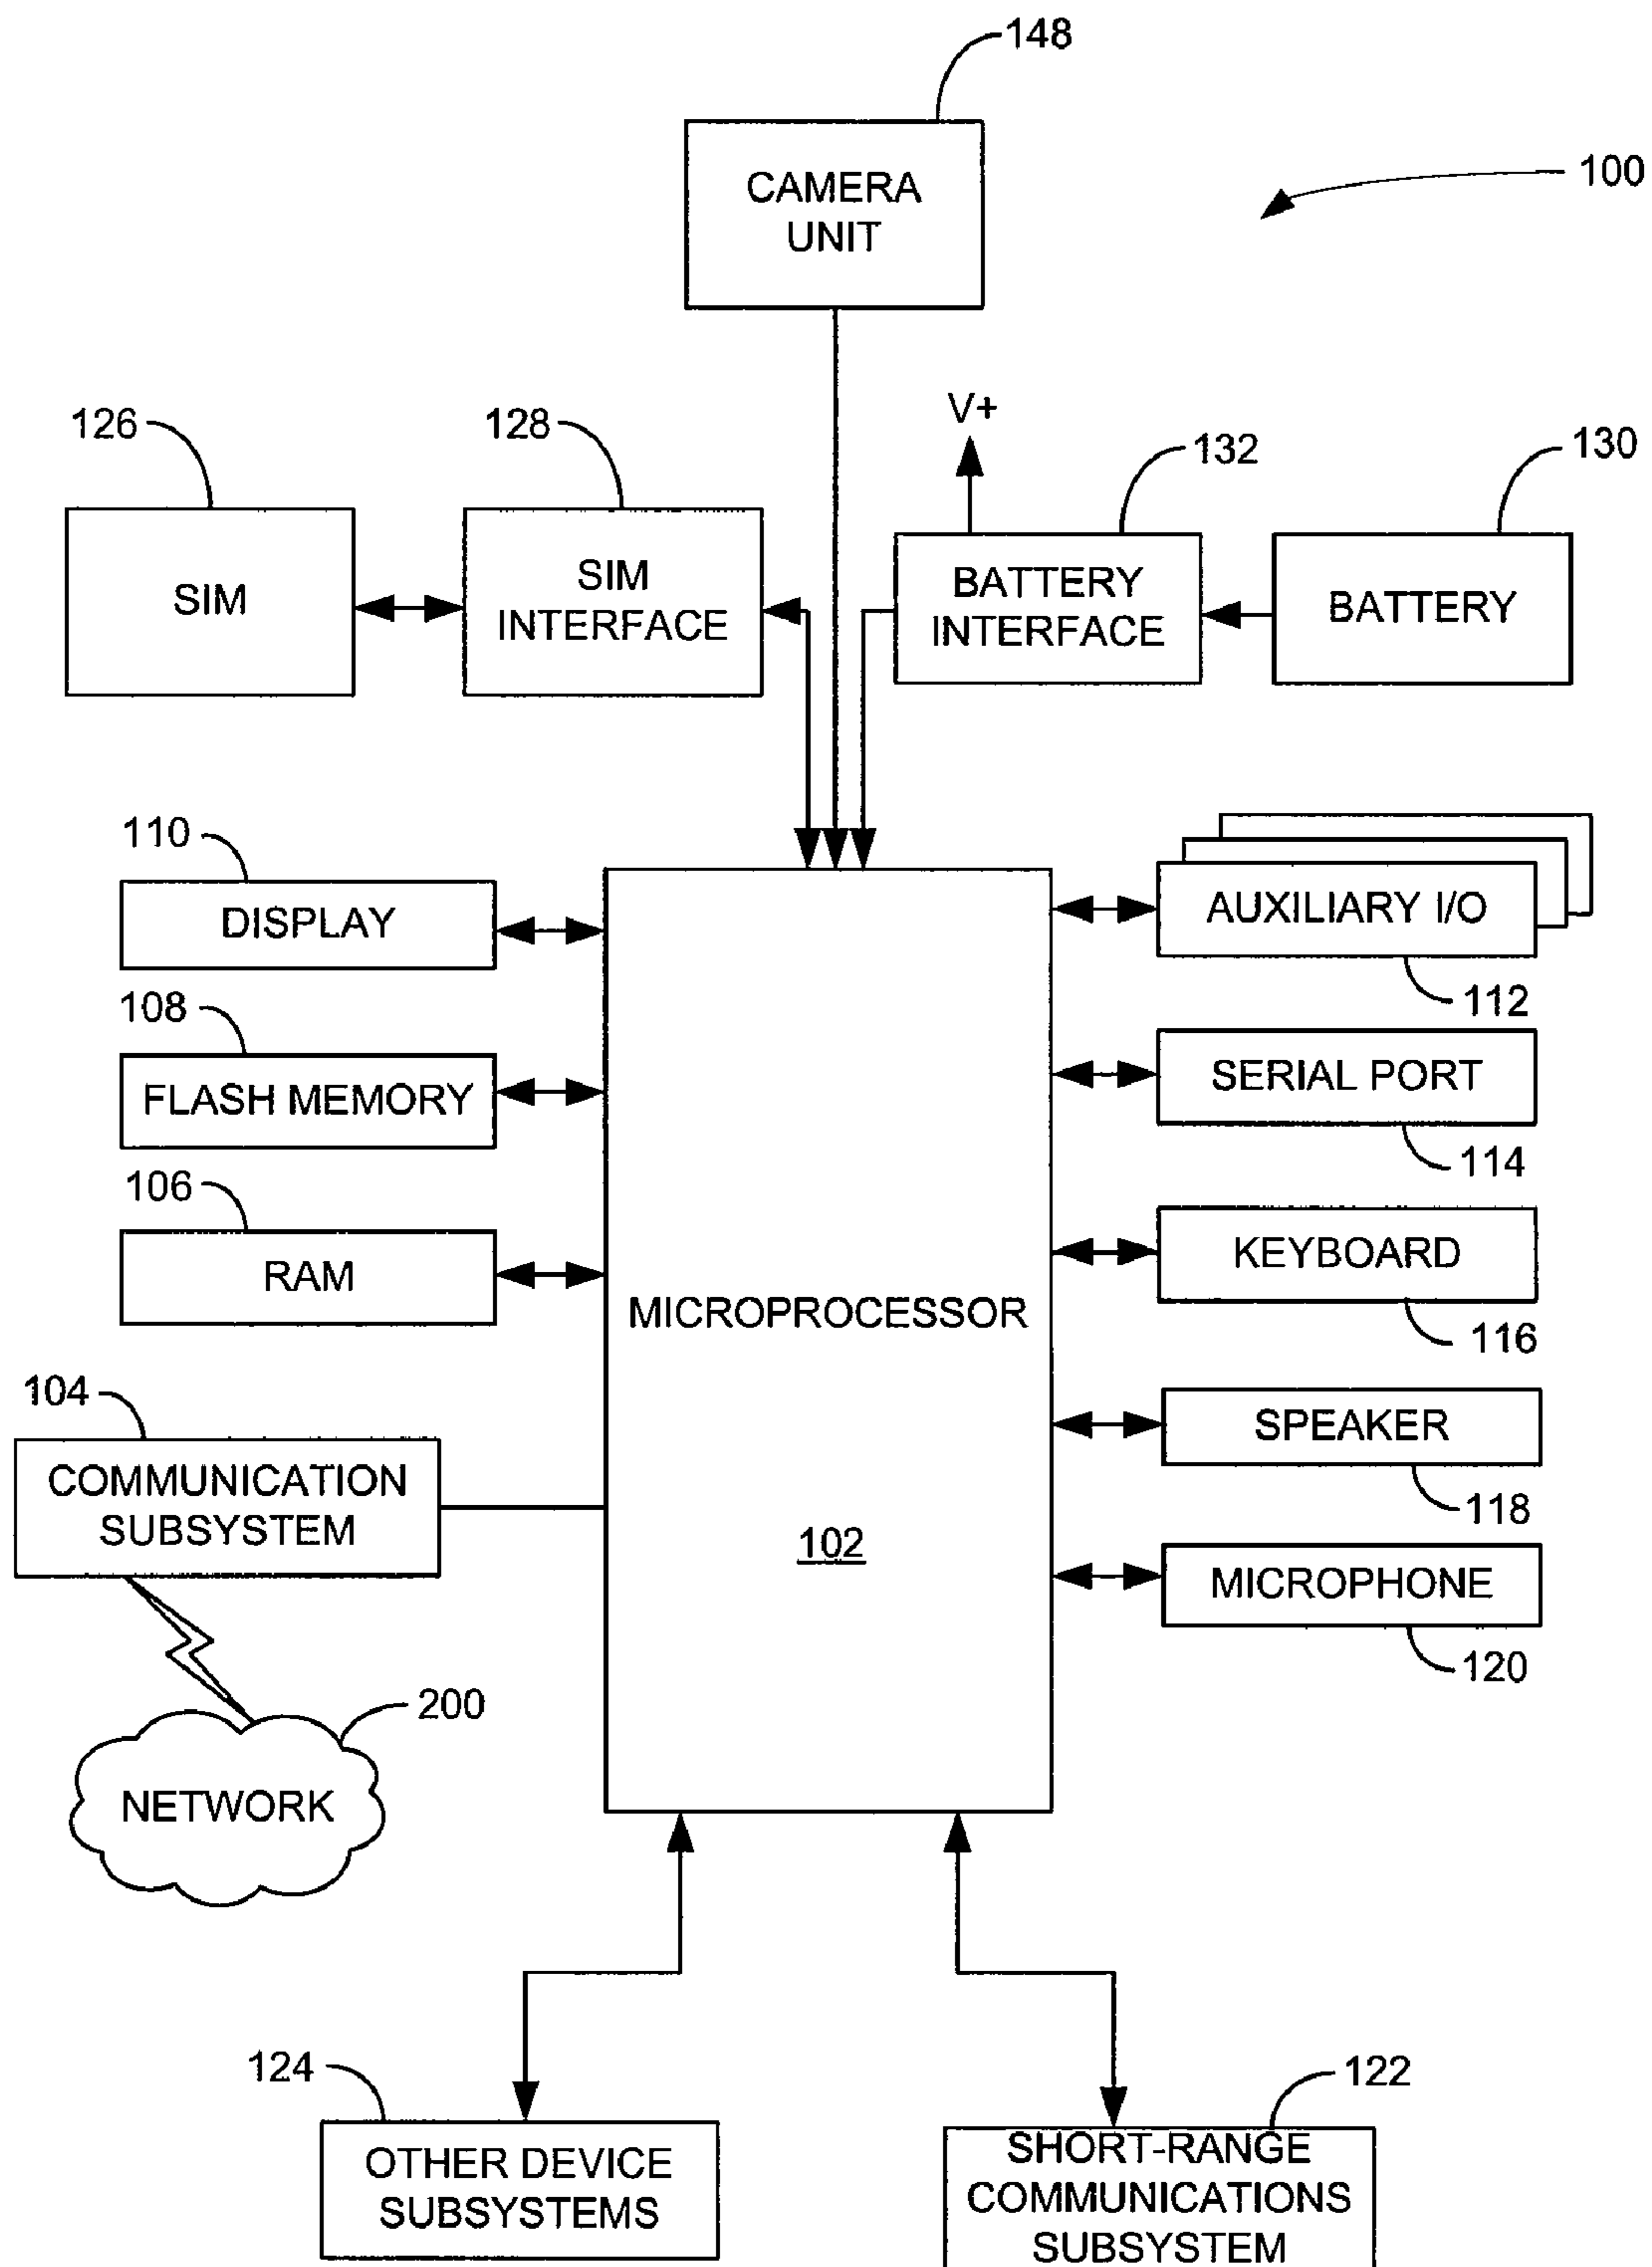 148
CAMERA
UNIT
100
126
128
V+
132
130
SIM
SIM
INTERFACE
BATTERY
INTERFACE
BATTERY
110
DISPLAY
AUXILIARY I/O
112
108
FLASH MEMORY
SERIAL PORT
114
106
RAM
KEYBOARD
116
MICROPROCESSOR
102
104
COMMUNICATION
SUBSYSTEM
SPEAKER
118
MICROPHONE
120
200
NETWORK
124
OTHER DEVICE
SUBSYSTEMS
122
SHORT-RANGE
COMMUNICATIONS
SUBSYSTEM